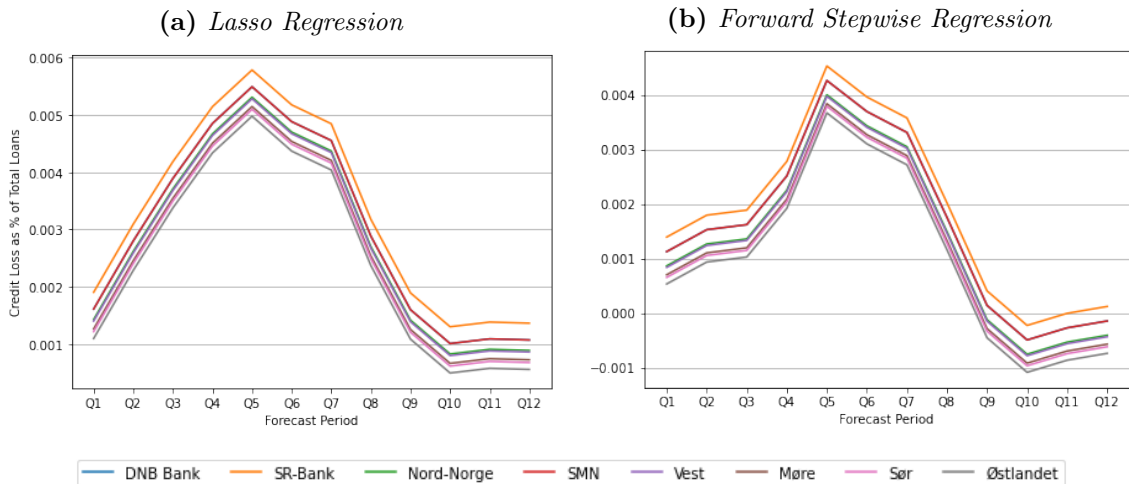 (a) Lasso Regression
(b) Forward Stepwise Regression
Credit Loss as % of Total Loans
0.006
0.005
0.004
0.003
0.002
0.001
Q1 Q2 Q3 Q4 Q5 Q6 Q7 Q8 Q9 Q10 Q11 Q12
Forecast Period
0.004
0.003
0.002
0.001
0.000
−0.001
Q1 Q2 Q3 Q4 Q5 Q6 Q7 Q8 Q9 Q10 Q11 Q12
Forecast Period
DNB Bank SR-Bank Nord-Norge SMN Vest Møre Sør Østlandet